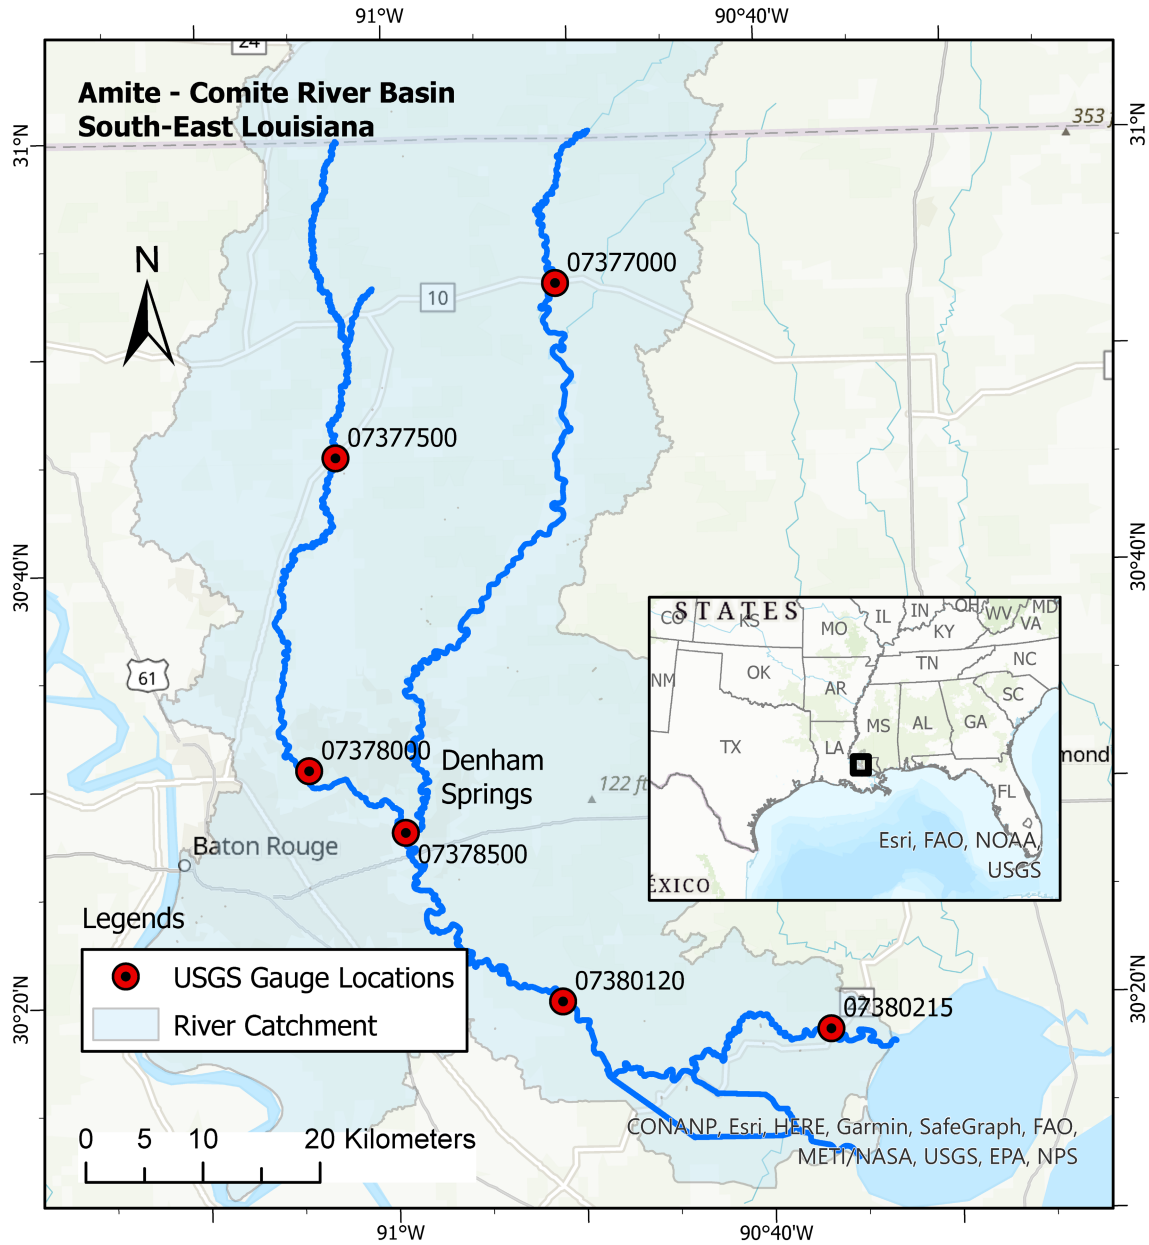 91°W
90°40'W
24
Amite - Comite River Basin
South-East Louisiana
353
31°N
31°N
N
07377000
10
07377500
30°40'N
30°40'N
STATES
CO
KS
MO
IL
IN
OH
WV
MD
VA
KY
NM
OK
TN
NC
AR
SC
TX
LA
MS
AL
GA
FL
Esri, FAO, NOAA,
USGS
ÉXICO
mond
61
07378000
Denham
Springs
122 ft
Baton Rouge
07378500
Legends
USGS Gauge Locations
River Catchment
07380120
22
07380215
30°20'N
30°20'N
0 5 10 20 Kilometers
CONANP, Esri, HERE, Garmin, SafeGraph, FAO,
METI/NASA, USGS, EPA, NPS
91°W
90°40'W